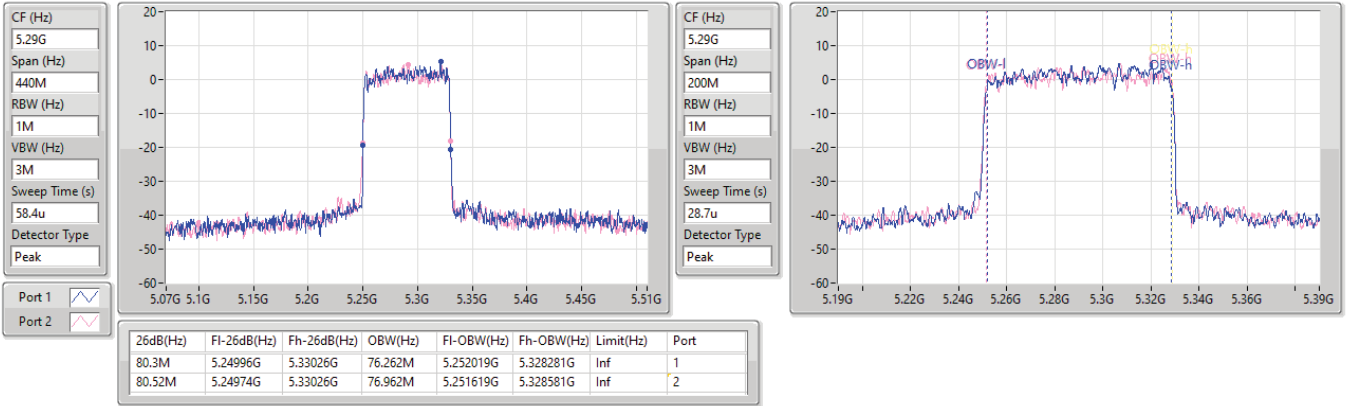 CF (Hz)
5.29G
Span (Hz)
440M
RBW (Hz)
1M
VBW (Hz)
3M
Sweep Time (s)
58.4u
Detector Type
Peak
Port 1
Port 2
20
10
0
-10
-20
-30
-40
-50
-60
5.07G 5.1G 5.15G 5.2G 5.25G 5.3G 5.35G 5.4G 5.45G 5.51G
CF (Hz)
5.29G
Span (Hz)
200M
RBW (Hz)
1M
VBW (Hz)
3M
Sweep Time (s)
28.7u
Detector Type
Peak
20
10
0
-10
-20
-30
-40
-50
-60
OBW-l
OBW-h
5.19G 5.22G 5.24G 5.26G 5.28G 5.3G 5.32G 5.34G 5.36G 5.39G
26dB(Hz) Fl-26dB(Hz) Fh-26dB(Hz) OBW(Hz) Fl-OBW(Hz) Fh-OBW(Hz) Limit(Hz) Port
80.3M 5.24996G 5.33026G 76.262M 5.252019G 5.328281G Inf 1
80.52M 5.24974G 5.33026G 76.962M 5.251619G 5.328581G Inf 2